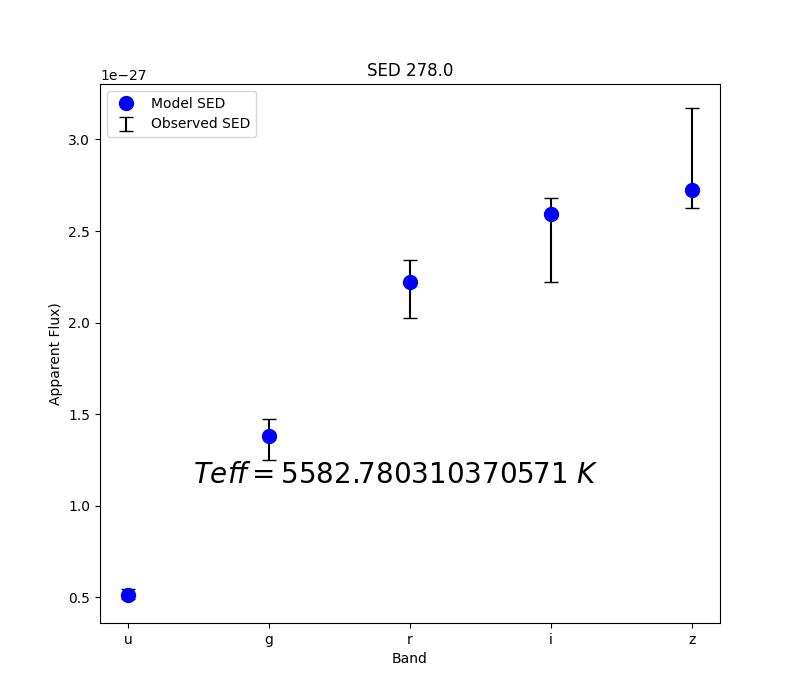 SED 278.0
1e−27
Model SED
Observed SED
3.0
2.5
2.0
1.5
1.0
0.5
Apparent Flux)
Teff = 5582.780310370571 K
u g r i z
Band